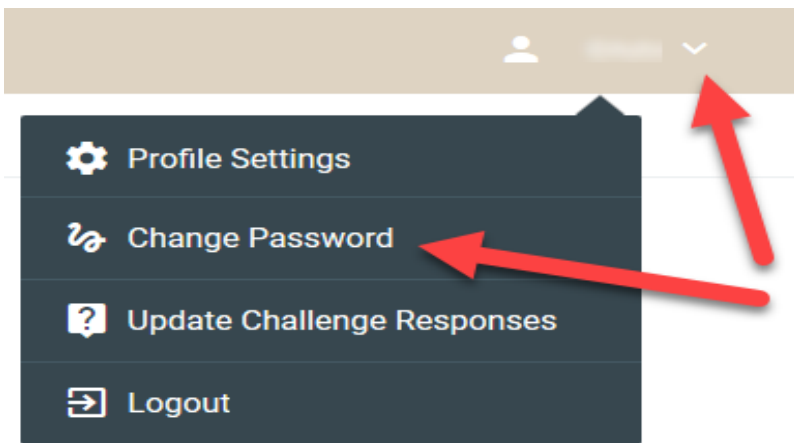 Profile Settings
Change Password
Update Challenge Responses
Logout